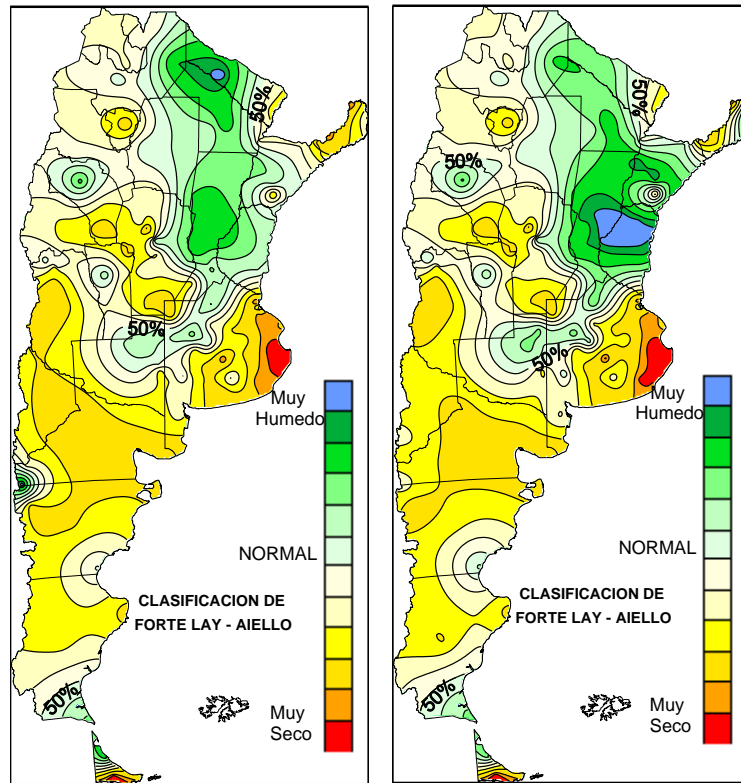 50%
50%
50%
Muy
Humedo
NORMAL
CLASIFICACION DE
FORTE LAY - AIELLO
Muy
Seco
50%
50%
50%
Muy
Humedo
NORMAL
CLASIFICACION DE
FORTE LAY - AIELLO
50%
Muy
Seco